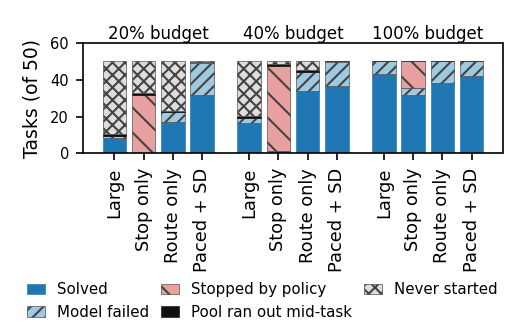 20% budget 40% budget 100% budget
Tasks (of 50)
60
40
20
0
Large
Stop only
Route only
Paced + SD
Large
Stop only
Route only
Paced + SD
Large
Stop only
Route only
Paced + SD
Solved Stopped by policy Never started
Model failed Pool ran out mid-task